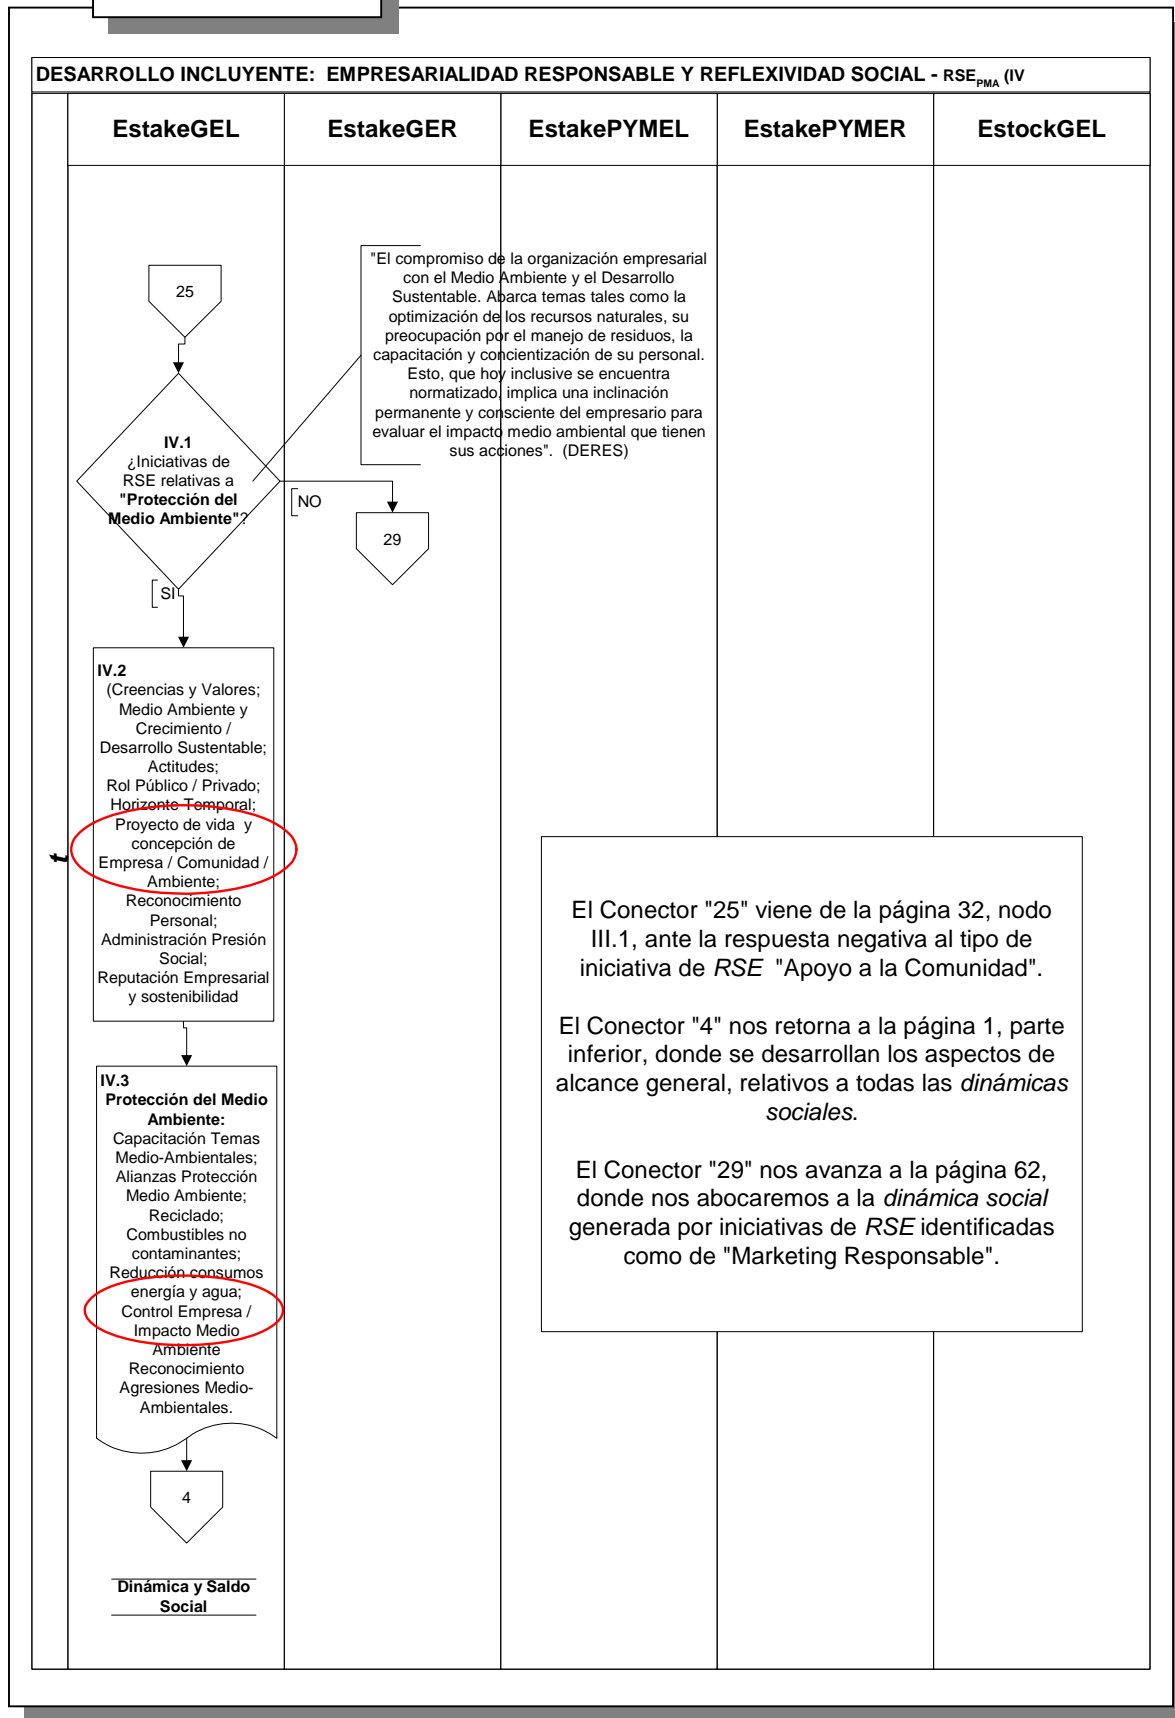 DESARROLLO INCLUYENTE: EMPRESARIALIDAD RESPONSABLE Y REFLEXIVIDAD SOCIAL - RSE PMA (IV
EstakeGEL
EstakeGER
EstakePYMEL
EstakePYMER
EstockGEL
25
"El compromiso de la organización empresarial
con el Medio Ambiente y el Desarrollo
Sustentable. Abarca temas tales como la
optimización de los recursos naturales, su
preocupación por el manejo de residuos, la
capacitación y concientización de su personal.
Esto, que hoy inclusive se encuentra
normatizado, implica una inclinación
permanente y consciente del empresario para
evaluar el impacto medio ambiental que tienen
sus acciones". (DERES)
IV.1
¿Iniciativas de
RSE relativas a
"Protección del
Medio Ambiente"?
NO
29
SI
IV.2
(Creencias y Valores;
Medio Ambiente y
Crecimiento /
Desarrollo Sustentable;
Actitudes;
Rol Público / Privado;
Horizonte Temporal;
Proyecto de vida y
concepción de
Empresa / Comunidad /
Ambiente;
Reconocimiento
Personal;
Administración Presión
Social;
Reputación Empresarial
y sostenibilidad
t
El Conector "25" viene de la página 32, nodo
III.1, ante la respuesta negativa al tipo de
iniciativa de RSE "Apoyo a la Comunidad".
El Conector "4" nos retorna a la página 1, parte
inferior, donde se desarrollan los aspectos de
alcance general, relativos a todas las dinámicas
sociales.
El Conector "29" nos avanza a la página 62,
donde nos abocaremos a la dinámica social
generada por iniciativas de RSE identificadas
como de "Marketing Responsable".
IV.3
Protección del Medio
Ambiente:
Capacitación Temas
Medio-Ambientales;
Alianzas Protección
Medio Ambiente;
Reciclado;
Combustibles no
contaminantes;
Reducción consumos
energía y agua;
Control Empresa /
Impacto Medio
Ambiente
Reconocimiento
Agresiones Medio-
Ambientales.
4
Dinámica y Saldo
Social